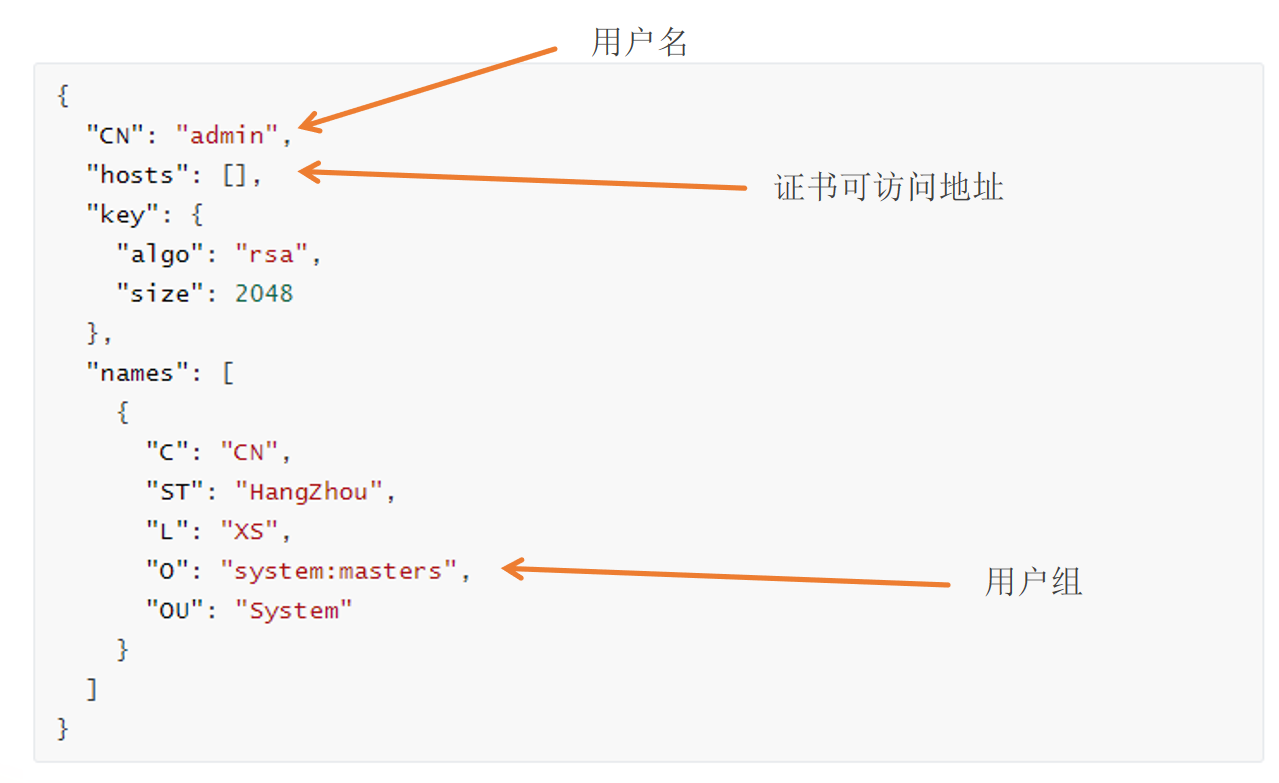 用户名
{
"CN": "admin",
"hosts": [],
证书可访问地址
"key": {
"algo": "rsa",
"size": 2048
},
"names": [
{
"C": "CN",
"ST": "HangZhou",
"L": "XS",
"O": "system:masters",
用户组
"OU": "System"
}
]
}